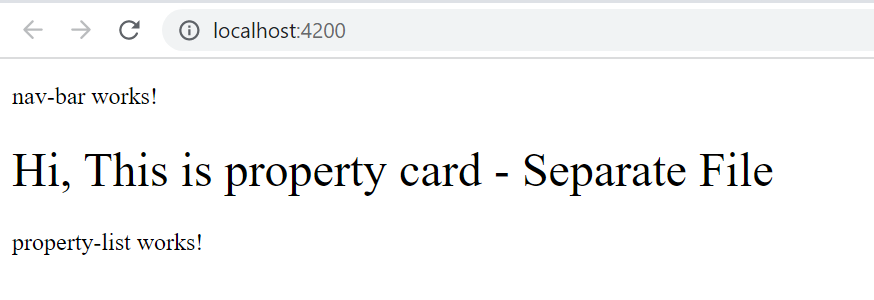 localhost:4200
nav-bar works!
Hi, This is property card - Separate File
property-list works!